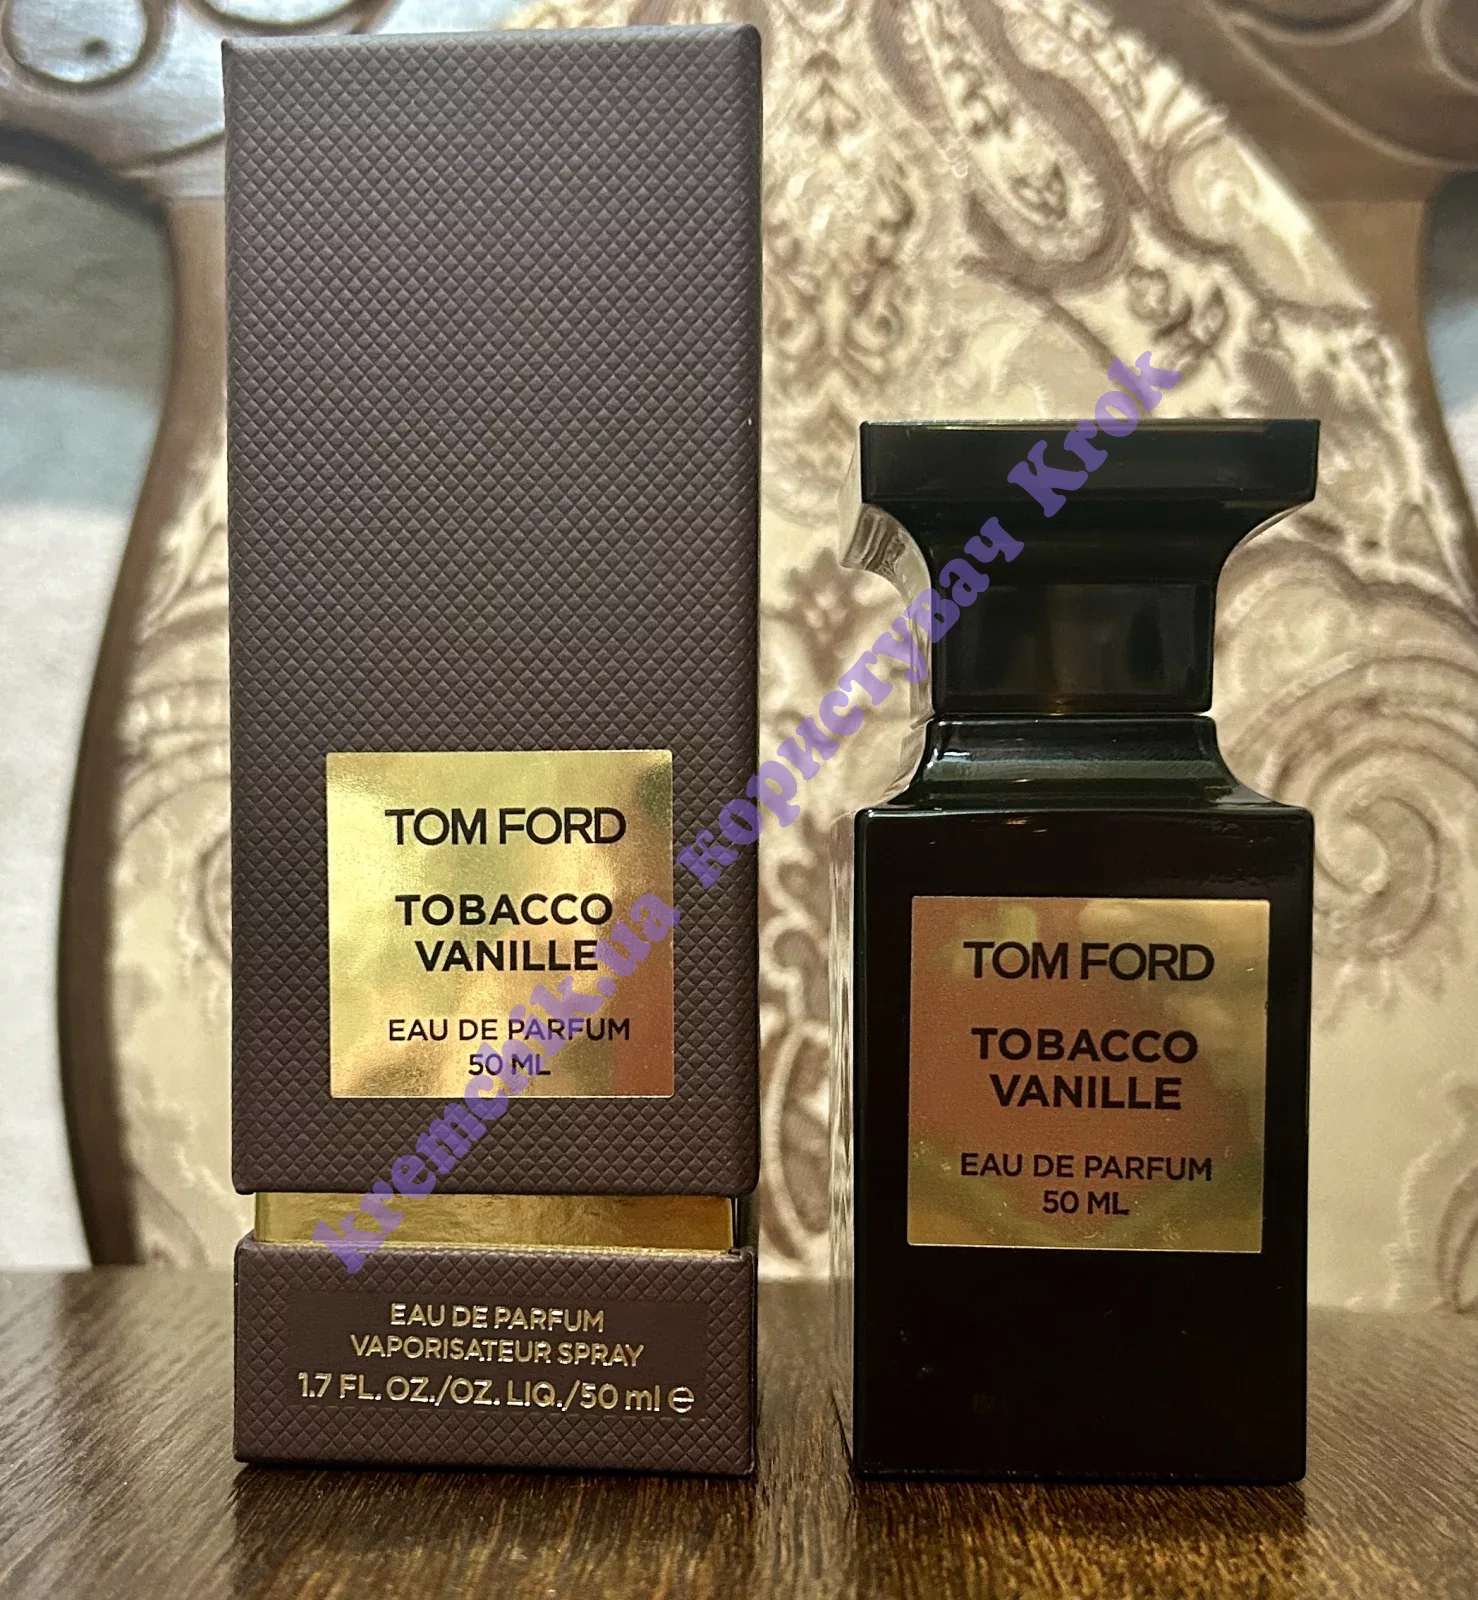 TOM FORD
TOBACCO
VANILLE
EAU DE PARFUM
50 ML
EAU DE PARFUM
VAPORISATEUR SPRAY
1.7 FL. OZ./OZ. LIQ./50 ml ℮
TOM FORD
TOBACCO
VANILLE
EAU DE PARFUM
50 ML
kremchik.ua користувач Krok